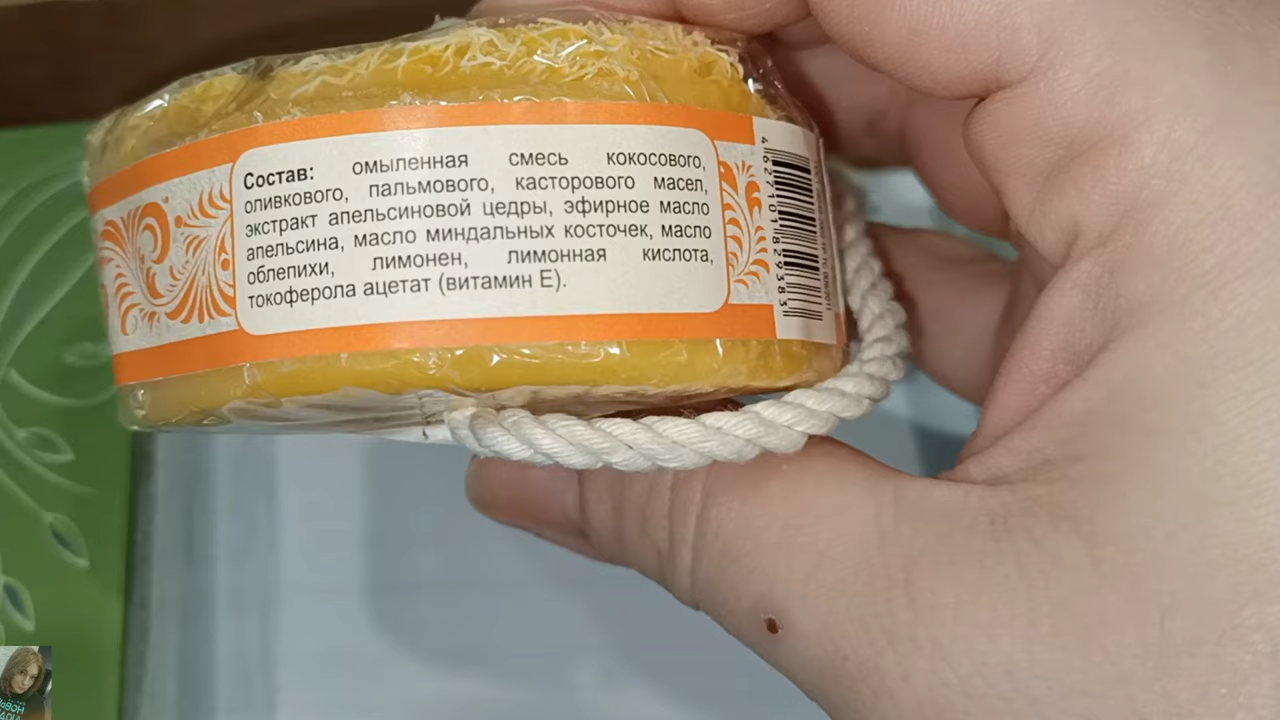 Состав: омыленная смесь кокосового,
оливкового, пальмового, касторового масел,
экстракт апельсиновой цедры, эфирное масло
апельсина, масло миндальных косточек, масло
облепихи, лимонен, лимонная кислота,
токоферола ацетат (витамин Е).
4627101829383